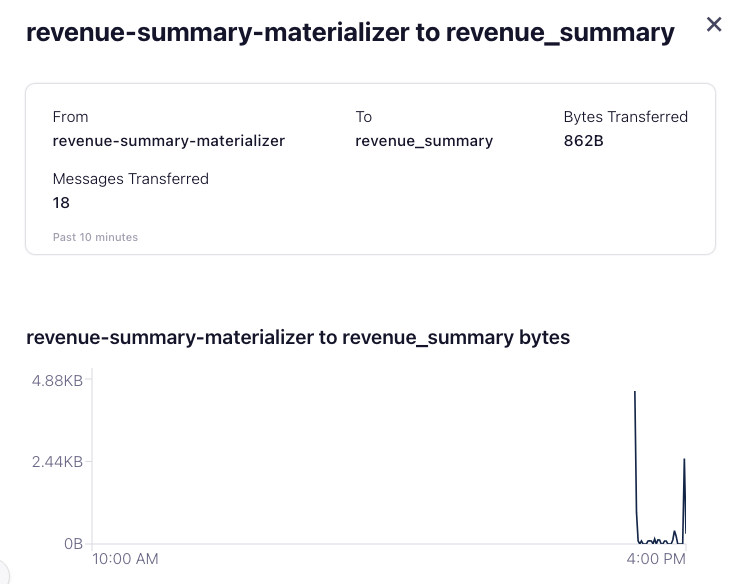 revenue-summary-materializer to revenue_summary
From
revenue-summary-materializer
To
revenue_summary
Bytes Transferred
862B
Messages Transferred
18
Past 10 minutes
revenue-summary-materializer to revenue_summary bytes
4.88KB
2.44KB
0B
10:00 AM
4:00 PM